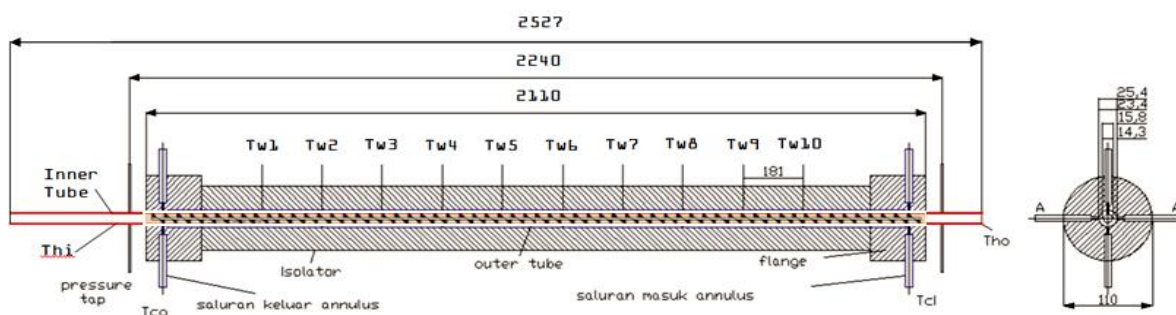 2527
2240
2110
25,4
23,4
15,8
14,3
Tw1 Tw2 Tw3 Tw4 Tw5 Tw6 Tw7 Tw8 Tw9 Tw10
181
Inner
Tube
A A
Thi
Tho
Isolator
outer tube
flange
pressure
tap
saluran keluar annulus
saluran masuk annulus
Tco
TcI
110